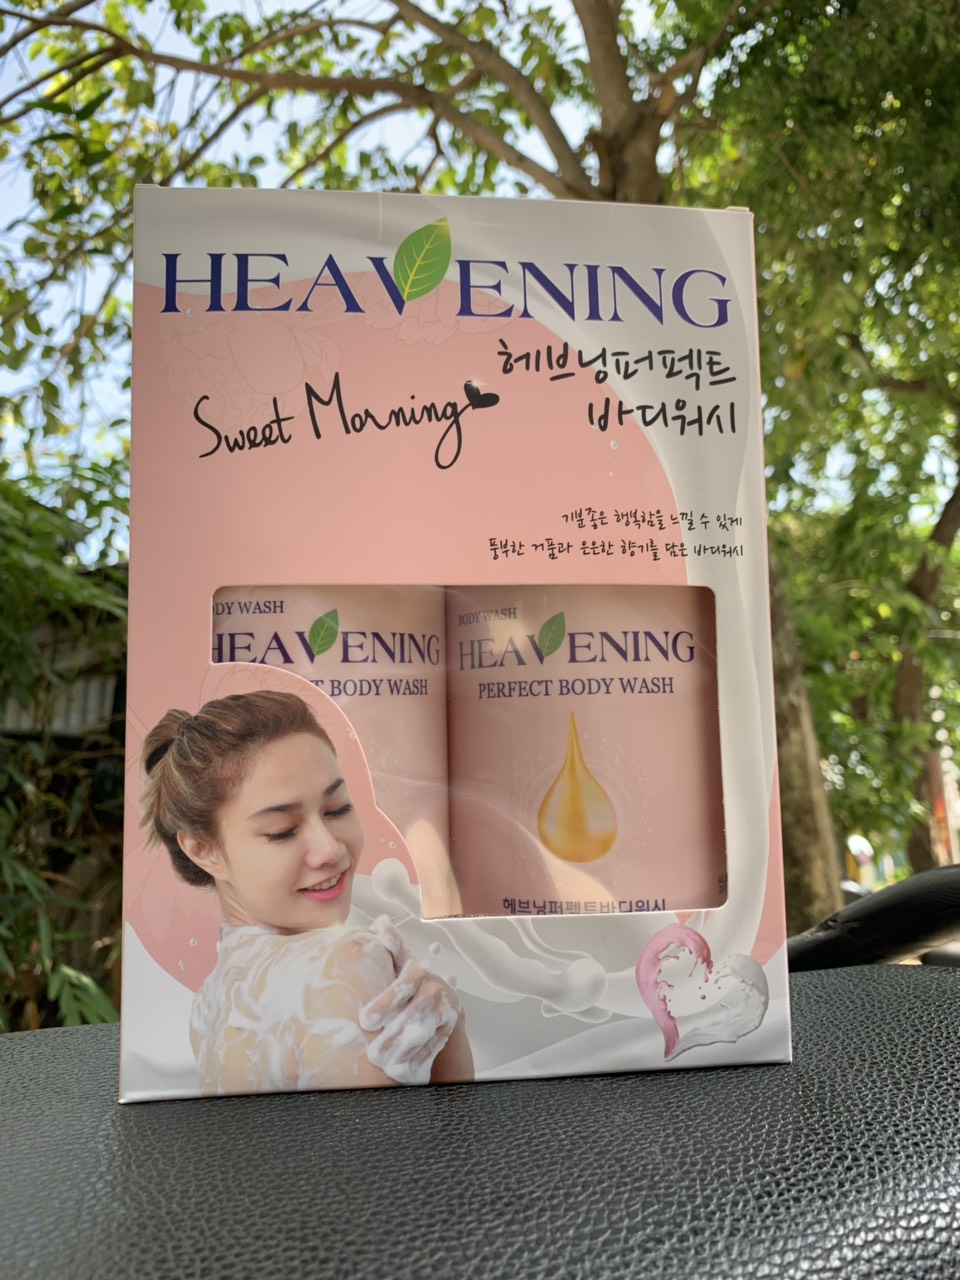 HEAVENING
헤브닝퍼펙트
Sweet Morning
바디워시
기분좋은 행복함을 느낄 수 있게
풍부한 거품과 은은한 향기를 담은 바디워시
ODY WASH
HEAVENING
T BODY WASH
BODY WASH
HEAVENING
PERFECT BODY WASH
헤브닝퍼펙트바디워시